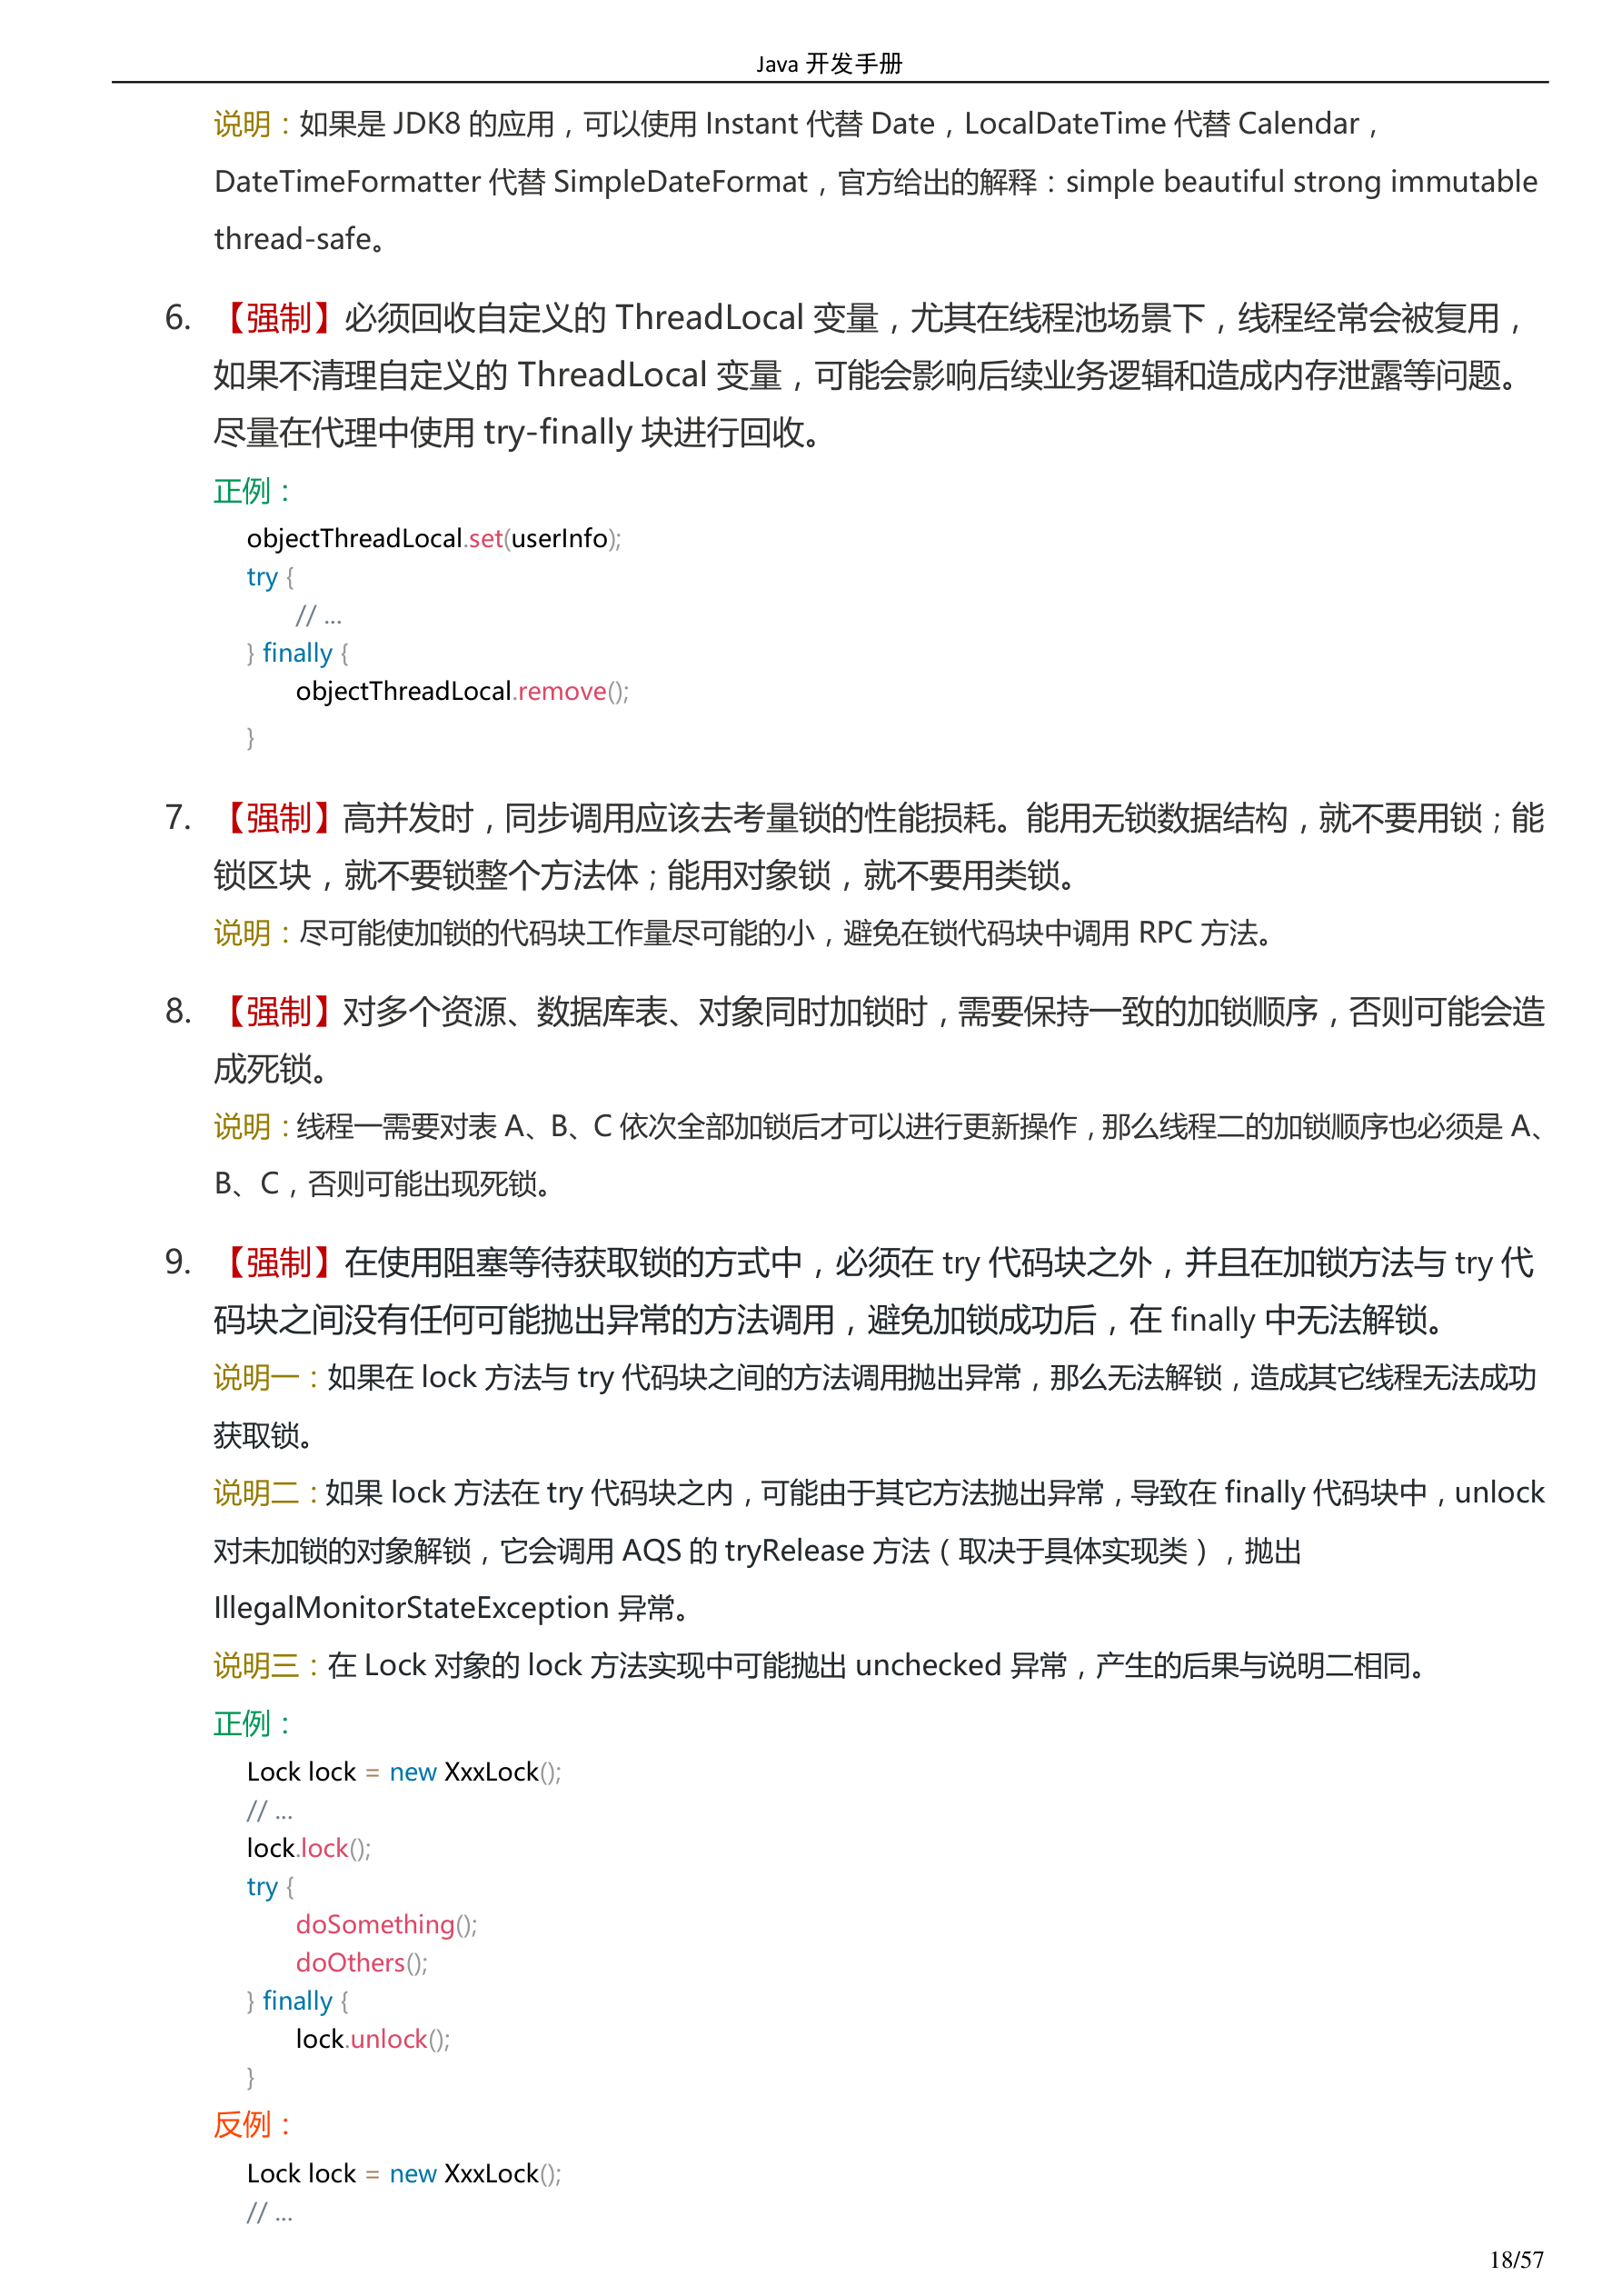 Java 开发手册
说明：如果是 JDK8 的应用，可以使用 Instant 代替 Date，LocalDateTime 代替 Calendar，
DateTimeFormatter 代替 SimpleDateFormat，官方给出的解释：simple beautiful strong immutable
thread-safe。
6. 【强制】必须回收自定义的 ThreadLocal 变量，尤其在线程池场景下，线程经常会被复用，
如果不清理自定义的 ThreadLocal 变量，可能会影响后续业务逻辑和造成内存泄露等问题。
尽量在代理中使用 try-finally 块进行回收。
正例：
objectThreadLocal.set(userInfo);
try {
// ...
} finally {
objectThreadLocal.remove();
}
7. 【强制】高并发时，同步调用应该去考量锁的性能损耗。能用无锁数据结构，就不要用锁；能
锁区块，就不要锁整个方法体；能用对象锁，就不要用类锁。
说明：尽可能使加锁的代码块工作量尽可能的小，避免在锁代码块中调用 RPC 方法。
8. 【强制】对多个资源、数据库表、对象同时加锁时，需要保持一致的加锁顺序，否则可能会造
成死锁。
说明：线程一需要对表 A、B、C 依次全部加锁后才可以进行更新操作，那么线程二的加锁顺序也必须是 A、
B、C，否则可能出现死锁。
9. 【强制】在使用阻塞等待获取锁的方式中，必须在 try 代码块之外，并且在加锁方法与 try 代
码块之间没有任何可能抛出异常的方法调用，避免加锁成功后，在 finally 中无法解锁。
说明一：如果在 lock 方法与 try 代码块之间的方法调用抛出异常，那么无法解锁，造成其它线程无法成功
获取锁。
说明二：如果 lock 方法在 try 代码块之内，可能由于其它方法抛出异常，导致在 finally 代码块中，unlock
对未加锁的对象解锁，它会调用 AQS 的 tryRelease 方法（取决于具体实现类），抛出
IllegalMonitorStateException 异常。
说明三：在 Lock 对象的 lock 方法实现中可能抛出 unchecked 异常，产生的后果与说明二相同。
正例：
Lock lock = new XxxLock();
// ...
lock.lock();
try {
doSomething();
doOthers();
} finally {
lock.unlock();
}
反例：
Lock lock = new XxxLock();
// ...
18/57